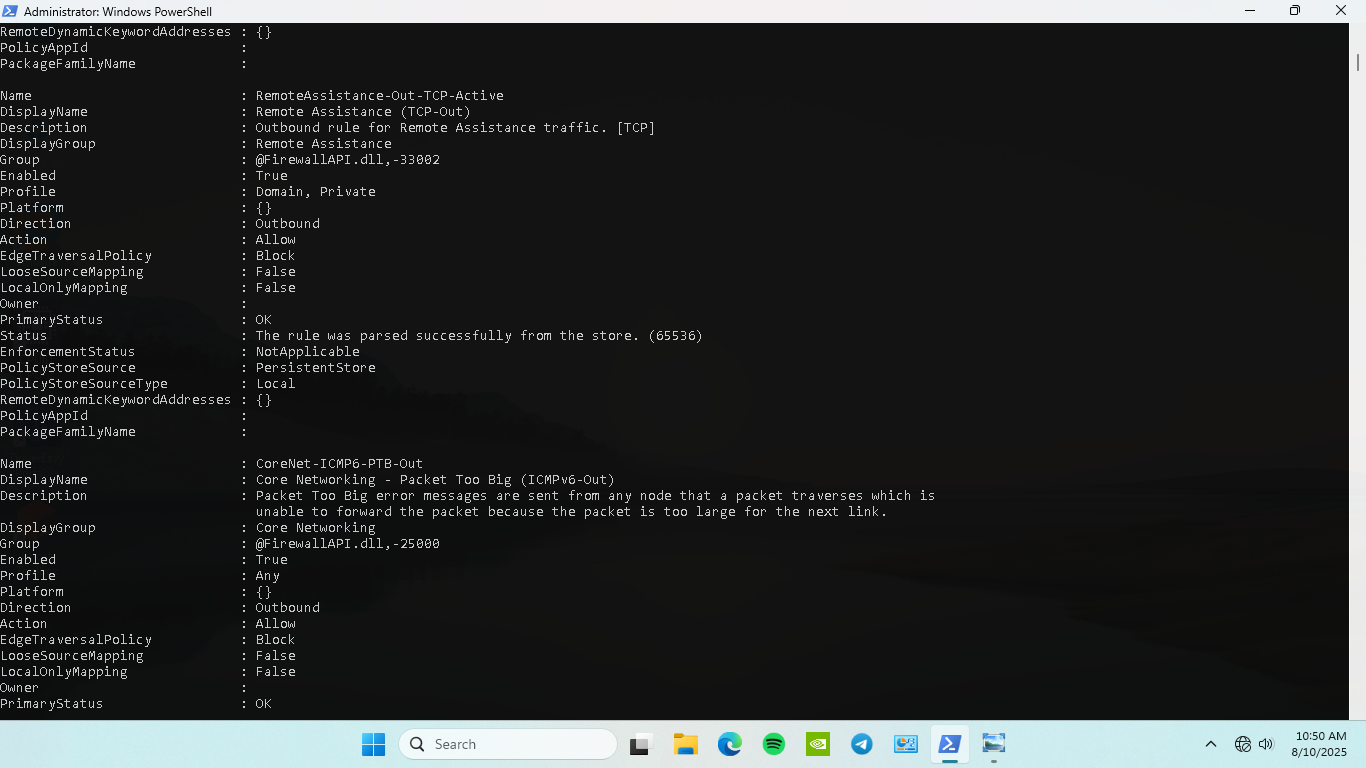 Administrator: Windows PowerShell
RemoteDynamicKeywordAddresses : {}
PolicyAppId :
PackageFamilyName :
Name : RemoteAssistance-Out-TCP-Active
DisplayName : Remote Assistance (TCP-Out)
Description : Outbound rule for Remote Assistance traffic. [TCP]
DisplayGroup : Remote Assistance
Group : @FirewallAPI.dll,-33002
Enabled : True
Profile : Domain, Private
Platform : {}
Direction : Outbound
Action : Allow
EdgeTraversalPolicy : Block
LooseSourceMapping : False
LocalOnlyMapping : False
Owner :
PrimaryStatus : OK
Status : The rule was parsed successfully from the store. (65536)
EnforcementStatus : NotApplicable
PolicyStoreSource : PersistentStore
PolicyStoreSourceType : Local
RemoteDynamicKeywordAddresses : {}
PolicyAppId :
PackageFamilyName :
Name : CoreNet-ICMP6-PTB-Out
DisplayName : Core Networking - Packet Too Big (ICMPv6-Out)
Description : Packet Too Big error messages are sent from any node that a packet traverses which is
unable to forward the packet because the packet is too large for the next link.
DisplayGroup : Core Networking
Group : @FirewallAPI.dll,-25000
Enabled : True
Profile : Any
Platform : {}
Direction : Outbound
Action : Allow
EdgeTraversalPolicy : Block
LooseSourceMapping : False
LocalOnlyMapping : False
Owner :
PrimaryStatus : OK
Search
10:50 AM
8/10/2025